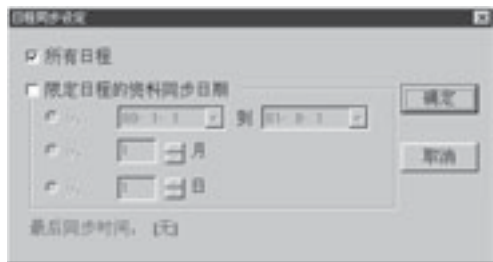 日程同步设定
所有日程
限定日程的资料同步日期
到
月
日
确定
取消
最后同步时间: [无]